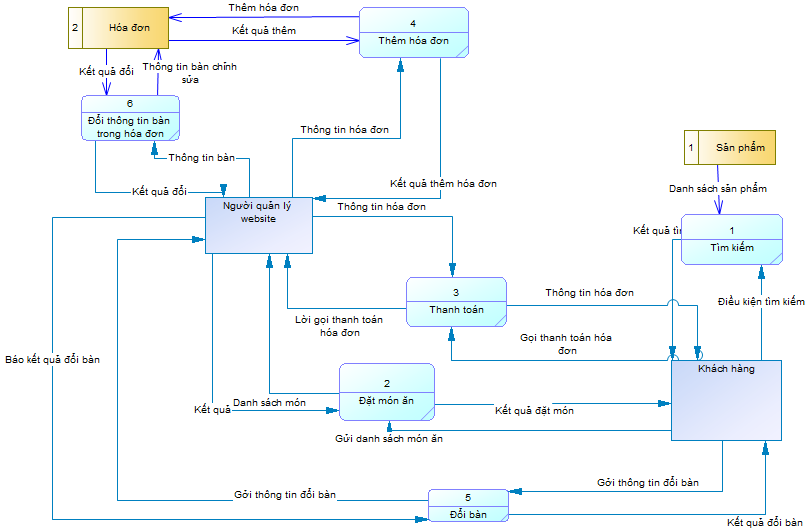 Thêm hóa đơn
2 Hóa đơn
4
Kết quả thêm
Thêm hóa đơn
Kết quả đổi
Thông tin bàn chỉnh
sửa
6
Đổi thông tin bàn
trong hóa đơn
Thông tin hóa đơn
1 Sản phẩm
Thông tin bàn
Kết quả đổi
Kết quả thêm hóa đơn
Danh sách sản phẩm
Người quản lý
website
Thông tin hóa đơn
Kết quả tì
1
Tìm kiếm
3
Thanh toán
Thông tin hóa đơn
Điều kiện tìm kiếm
Lời gọi thanh toán
hóa đơn
Gọi thanh toán hóa
đơn
Báo kết quả đổi bàn
Khách hàng
2
Đặt món ăn
Kết quả
Danh sách món
Kết quả đặt món
Gửi danh sách món ăn
Gởi thông tin đổi bàn
Gởi thông tin đổi bàn
5
Đổi bàn
Kết quả đổi bàn